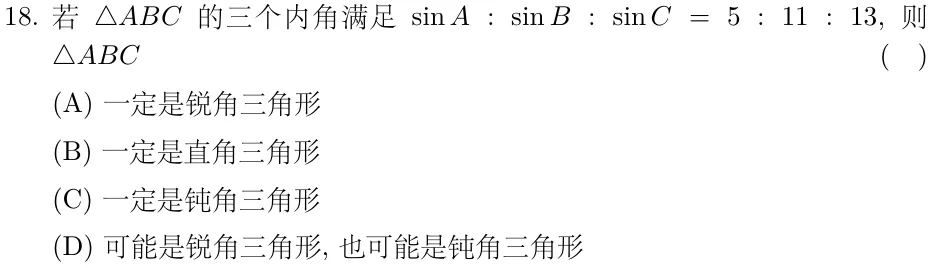 18. 若 △ABC 的三个内角满足 sin A : sin B : sin C = 5 : 11 : 13, 则
△ABC ( )
(A) 一定是锐角三角形
(B) 一定是直角三角形
(C) 一定是钝角三角形
(D) 可能是锐角三角形, 也可能是钝角三角形